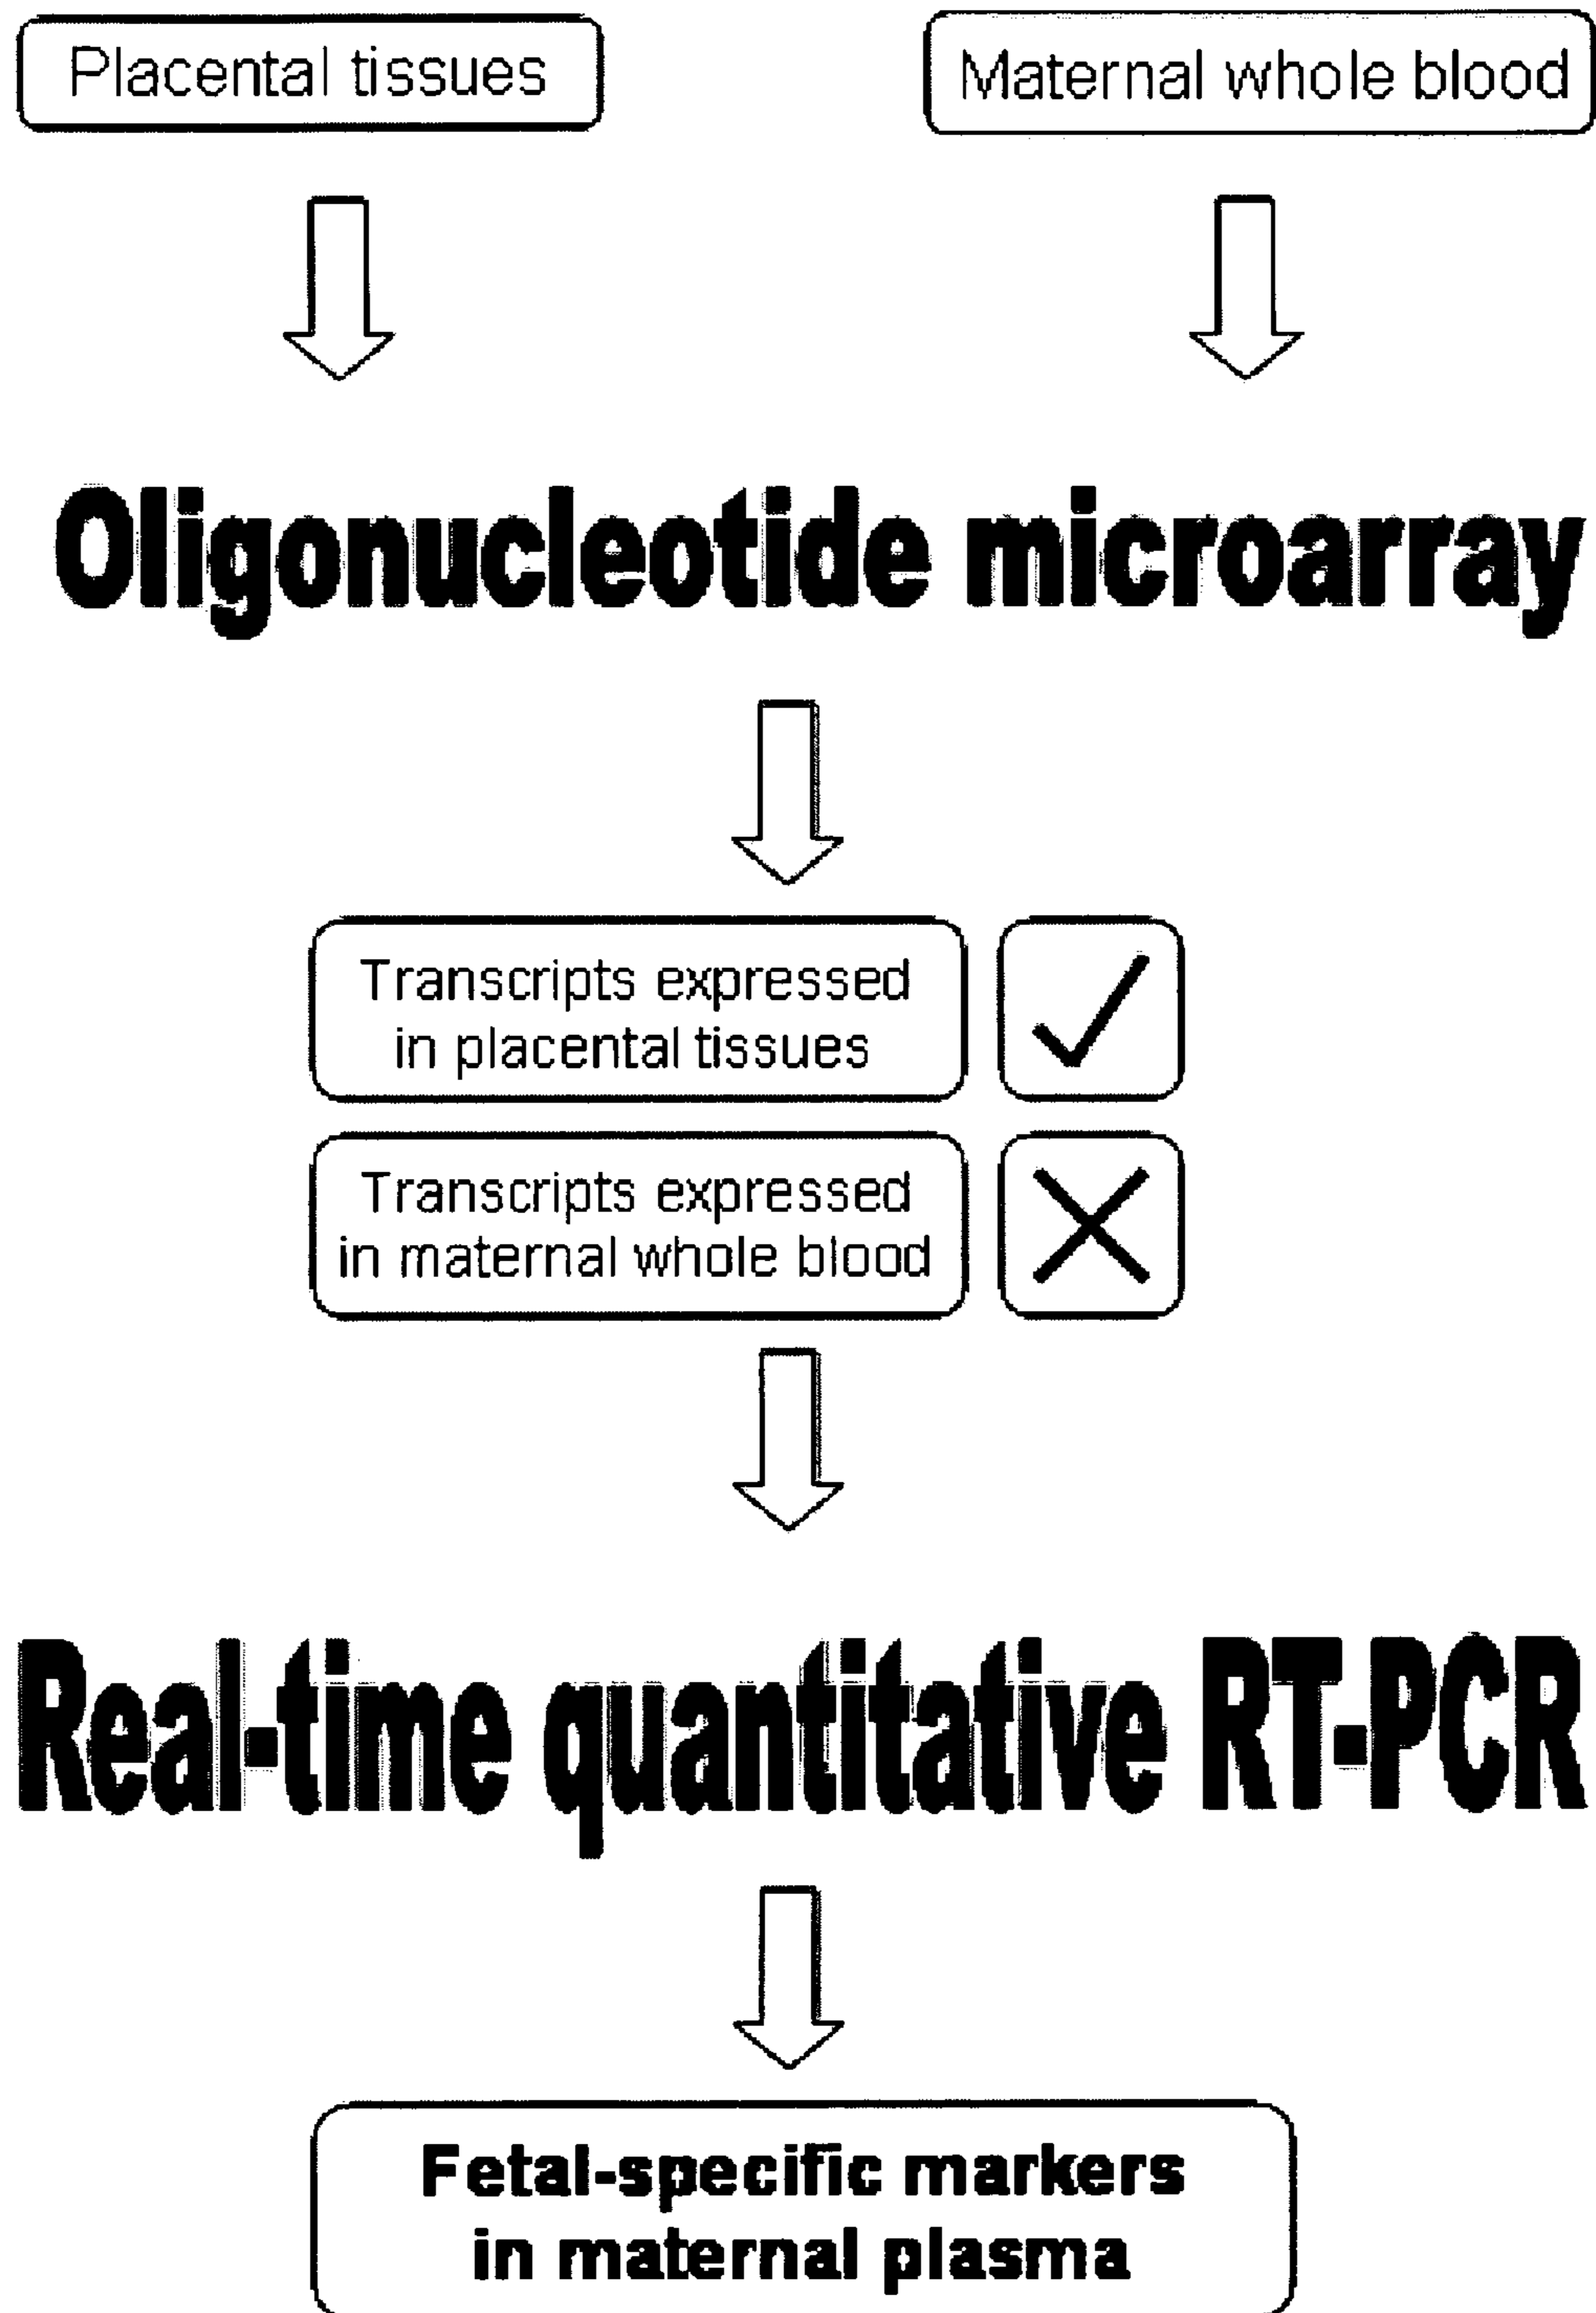 Placental tissues
Maternal whole blood
Oligonucleotide microarray
Transcripts expressed
in placental tissues
Transcripts expressed
in maternal whole blood
Real-time quantitative RT-PCR
Fetal-specific markers
in maternal plasma